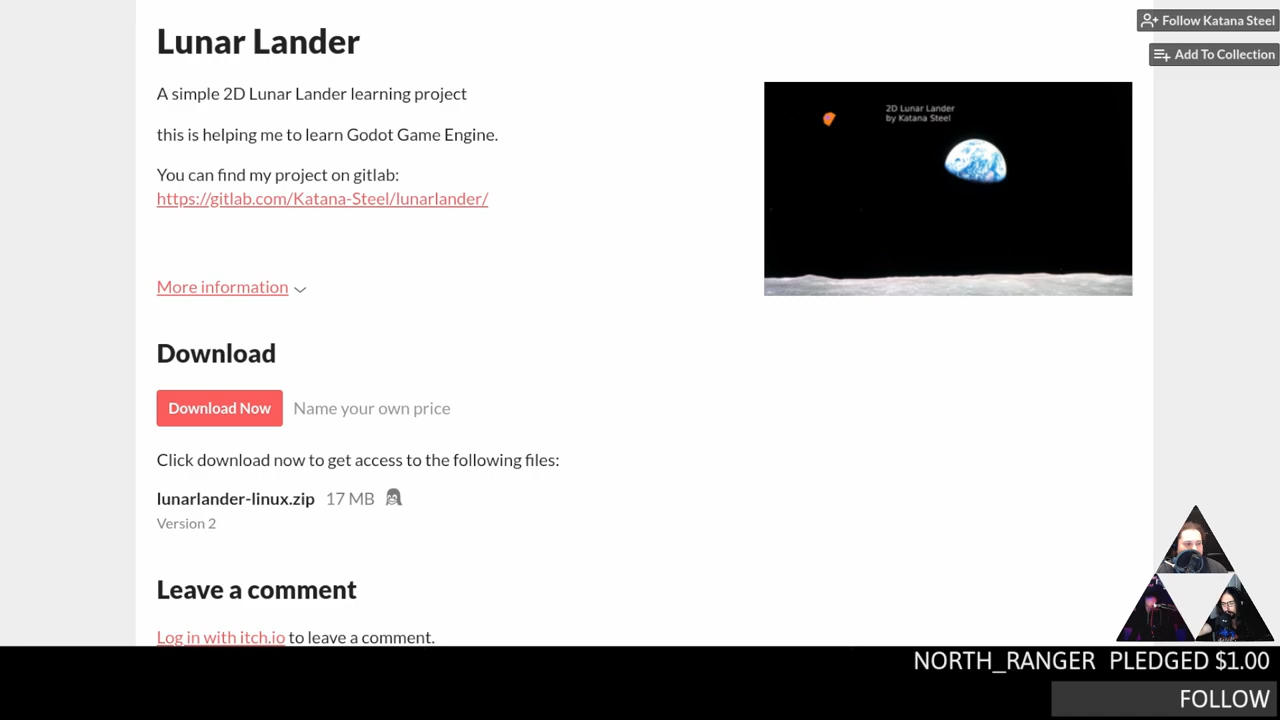 Lunar Lander
Follow Katana Steel
Add To Collection
A simple 2D Lunar Lander learning project
this is helping me to learn Godot Game Engine.
You can find my project on gitlab:
https://gitlab.com/Katana-Steel/lunarlander/
2D Lunar Lander
by Katana Steel
More information
Download
Download Now
Name your own price
Click download now to get access to the following files:
lunarlander-linux.zip 17 MB
Version 2
Leave a comment
Log in with itch.io to leave a comment.
NORTH_RANGER PLEDGED $1.00
FOLLOW